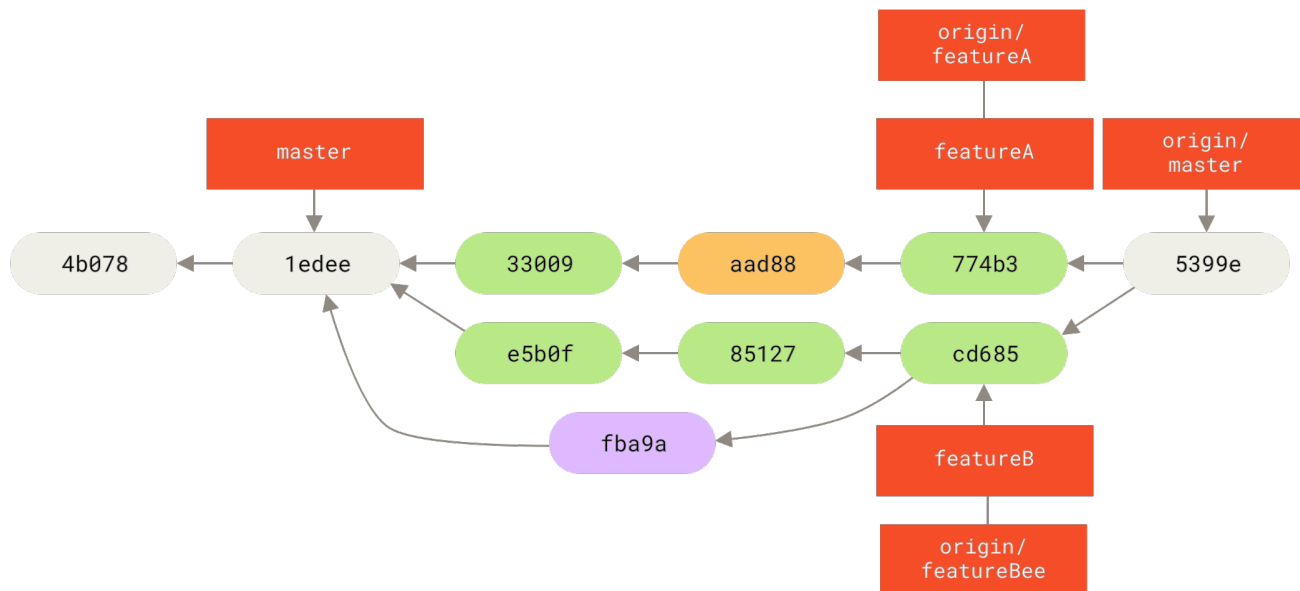 origin/
featureA
master
featureA
origin/
master
4b078
1edee
33009
aad88
774b3
5399e
e5b0f
85127
cd685
fba9a
featureB
origin/
featureBee